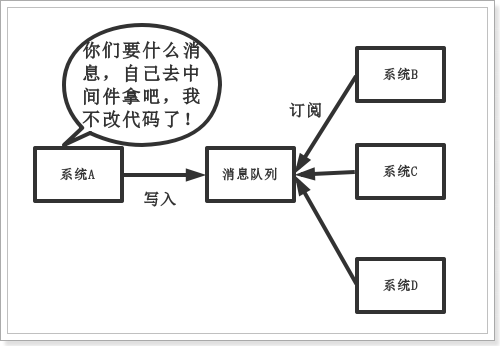 你们要什么消
息，自己去中
间件拿吧，我
不改代码了！
系统A
写入
消息队列
订阅
系统B
系统C
系统D